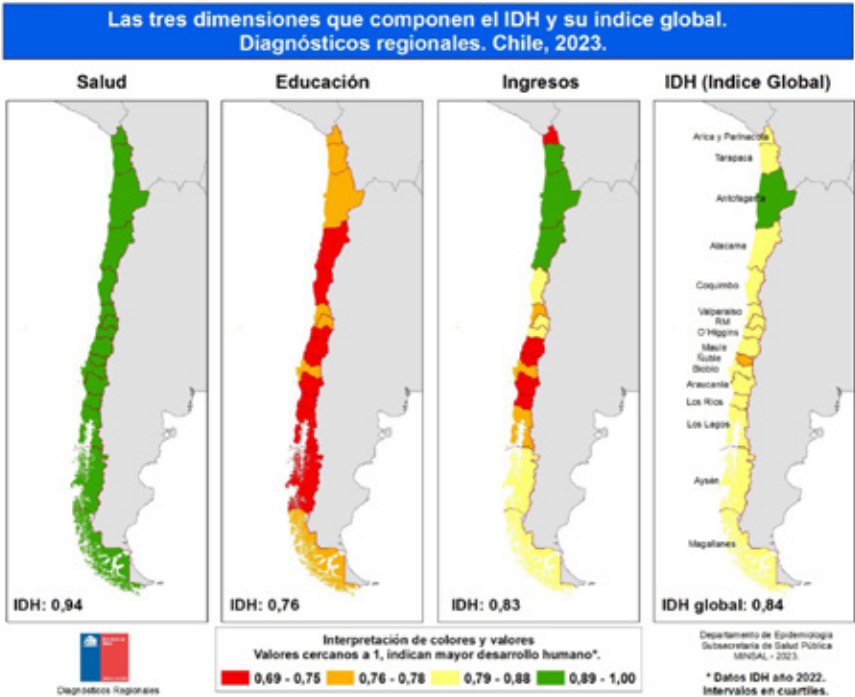 Las tres dimensiones que componen el IDH y su índice global.
Diagnósticos regionales. Chile, 2023.
Salud
Educación
Ingresos
IDH (Indice Global)
Arica y Parinacota
Tarapacá
Antofagasta
Atacama
Coquimbo
Valparaíso
RM
O'Higgins
Maule
Ñuble
Biobío
Araucanía
Los Ríos
Los Lagos
Aysén
Magallanes
IDH: 0,94
IDH: 0,76
IDH: 0,83
IDH global: 0,84
Diagnosticos Regionales
Interpretación de colores y valores
Valores cercanos a 1, indican mayor desarrollo humano*.
0,69 - 0,75
0,76 - 0,78
0,79 - 0,88
0,89 - 1,00
Departamento de Epidemiología
Subsecretaría de Salud Pública
MINSAL - 2023.
* Datos IDH año 2022.
Intervalos en cuartiles.